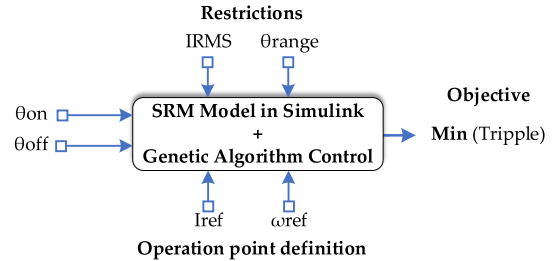 Restrictions
IRMS θrange
θon
θoff
SRM Model in Simulink
+
Genetic Algorithm Control
Objective
Min (Tripple)
Iref ωref
Operation point definition